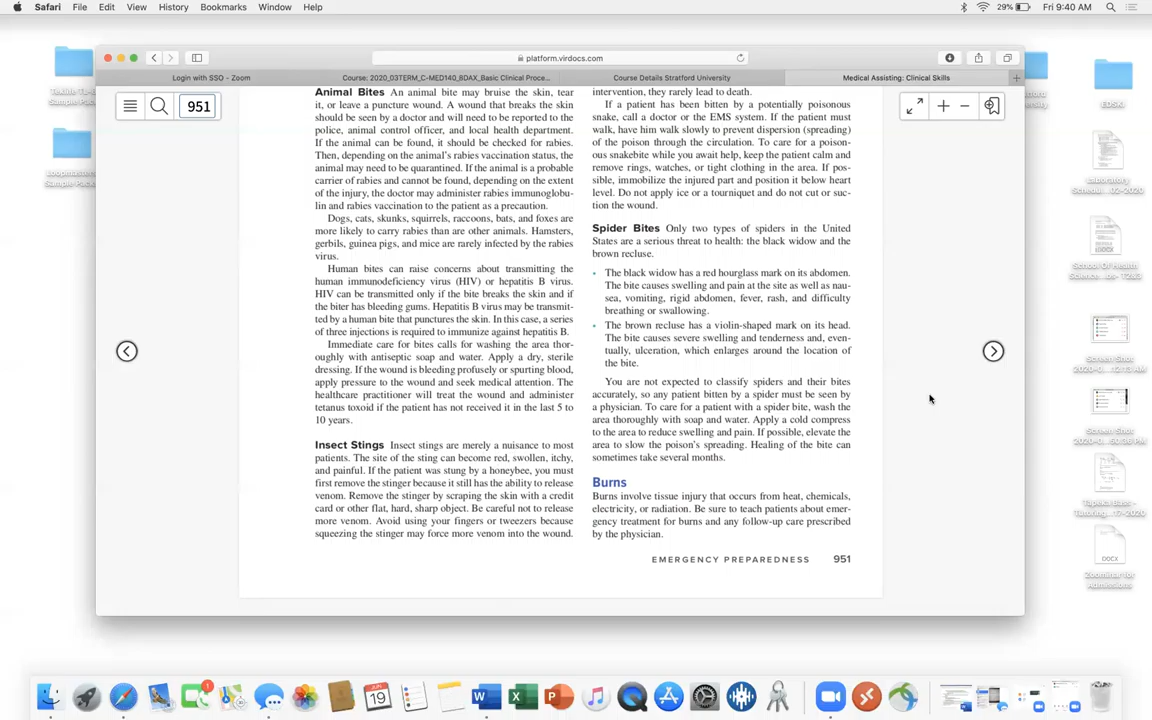 Safari File Edit View History Bookmarks Window Help
29% Fri 9:40 AM
platform.virdocs.com
Login with SSO - Zoom
Course: 2020_03TERM_C-MED140_8DAX_Basic Clinical Proce...
Course Details Stratford University
Medical Assisting: Clinical Skills
951
Animal Bites An animal bite may bruise the skin, tear
it, or leave a puncture wound. A wound that breaks the skin
should be seen by a doctor and will need to be reported to the
police, animal control officer, and local health department.
If the animal can be found, it should be checked for rabies.
Then, depending on the animal's rabies vaccination status, the
animal may need to be quarantined. If the animal is a probable
carrier of rabies and cannot be found, depending on the extent
of the injury, the doctor may administer rabies immunoglobu-
lin and rabies vaccination to the patient as a precaution.
Dogs, cats, skunks, squirrels, raccoons, bats, and foxes are
more likely to carry rabies than are other animals. Hamsters,
gerbils, guinea pigs, and mice are rarely infected by the rabies
virus.
Human bites can raise concerns about transmitting the
human immunodeficiency virus (HIV) or hepatitis B virus.
HIV can be transmitted only if the bite breaks the skin and if
the biter has bleeding gums. Hepatitis B virus may be transmit-
ted by a human bite that punctures the skin. In this case, a series
of three injections is required to immunize against hepatitis B.
Immediate care for bites calls for washing the area thor-
oughly with antiseptic soap and water. Apply a dry, sterile
dressing. If the wound is bleeding profusely or spurting blood,
apply pressure to the wound and seek medical attention. The
healthcare practitioner will treat the wound and administer
tetanus toxoid if the patient has not received it in the last 5 to
10 years.
Insect Stings Insect stings are merely a nuisance to most
patients. The site of the sting can become red, swollen, itchy,
and painful. If the patient was stung by a honeybee, you must
first remove the stinger because it still has the ability to release
venom. Remove the stinger by scraping the skin with a credit
card or other flat, hard, sharp object. Be careful not to release
more venom. Avoid using your fingers or tweezers because
squeezing the stinger may force more venom into the wound.
intervention, they rarely lead to death.
If a patient has been bitten by a potentially poisonous
snake, call a doctor or the EMS system. If the patient must
walk, have him walk slowly to prevent dispersion (spreading)
of the poison through the circulation. To care for a poison-
ous snakebite while you await help, keep the patient calm and
remove rings, watches, or tight clothing in the area. If pos-
sible, immobilize the injured part and position it below heart
level. Do not apply ice or a tourniquet and do not cut or suc-
tion the wound.
Spider Bites Only two types of spiders in the United
States are a serious threat to health: the black widow and the
brown recluse.
• The black widow has a red hourglass mark on its abdomen.
The bite causes swelling and pain at the site as well as nau-
sea, vomiting, rigid abdomen, fever, rash, and difficulty
breathing or swallowing.
• The brown recluse has a violin-shaped mark on its head.
The bite causes severe swelling and tenderness and, even-
tually, ulceration, which enlarges around the location of
the bite.
You are not expected to classify spiders and their bites
accurately, so any patient bitten by a spider must be seen by
a physician. To care for a patient with a spider bite, wash the
area thoroughly with soap and water. Apply a cold compress
to the area to reduce swelling and pain. If possible, elevate the
area to slow the poison's spreading. Healing of the bite can
sometimes take several months.
Burns
Burns involve tissue injury that occurs from heat, chemicals,
electricity, or radiation. Be sure to teach patients about emer-
gency treatment for burns and any follow-up care prescribed
by the physician.
EMERGENCY PREPAREDNESS 951
EDSKI
Laboratory
School Of Health
Screen Shot
Screen Shot
DOCX
Admissions
JUN
19